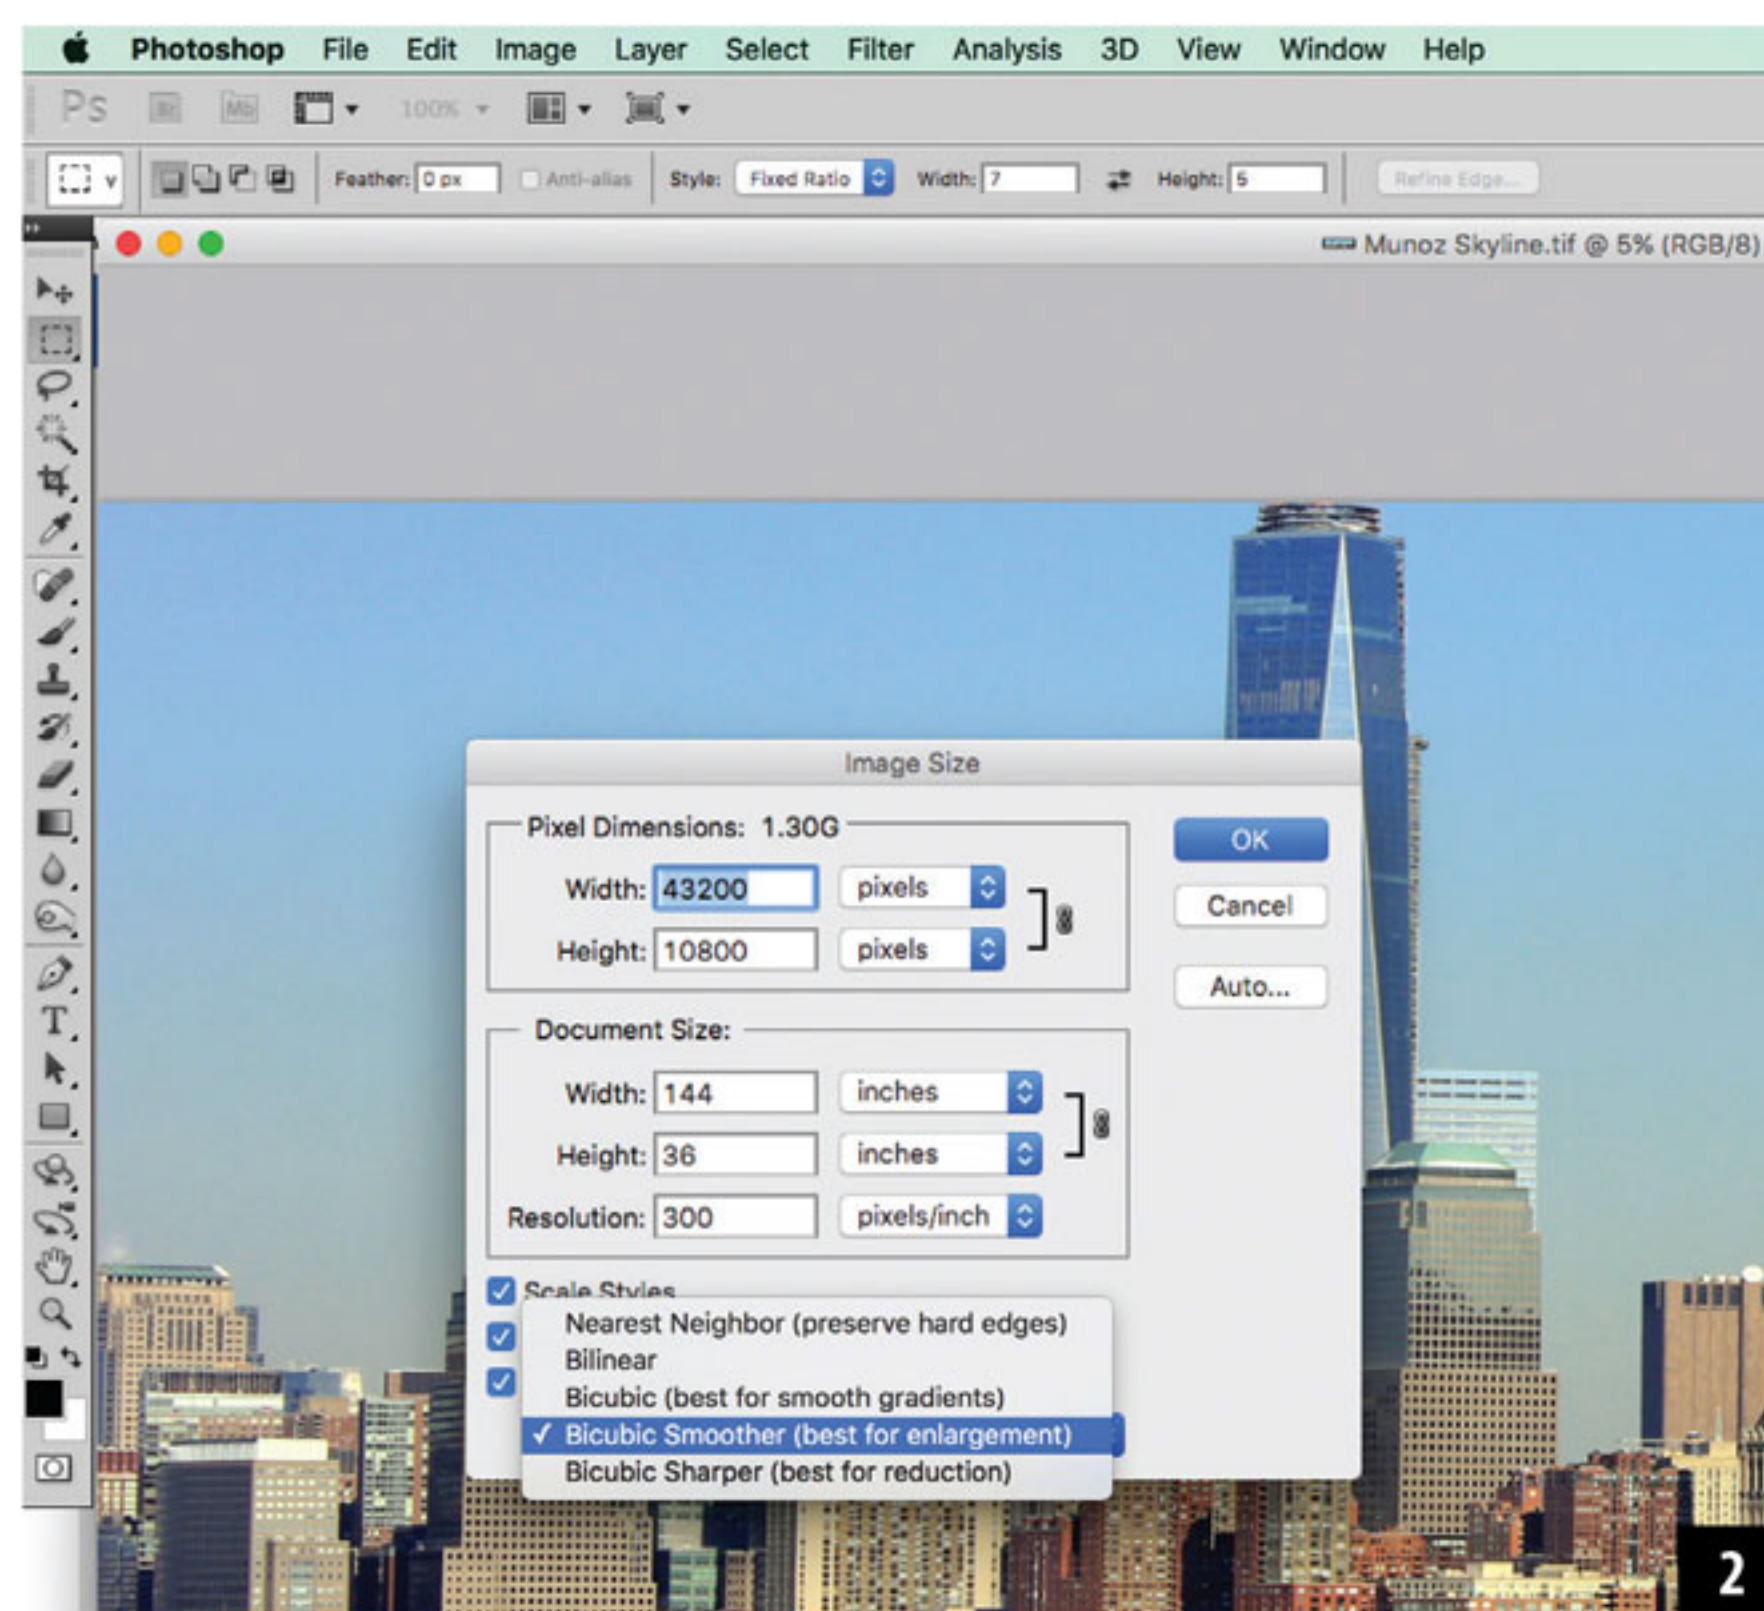 Photoshop File Edit Image Layer Select Filter Analysis 3D View Window Help
Ps Br Mb 100%
Feather: 0 px Anti-alias Style: Fixed Ratio Width: 7 Height: 5 Refine Edge...
Munoz Skyline.tif @ 5% (RGB/8)
Image Size
Pixel Dimensions: 1.30G
OK
Width: 43200 pixels
Cancel
Height: 10800 pixels
Auto...
Document Size:
Width: 144 inches
Height: 36 inches
Resolution: 300 pixels/inch
Scale Styles
Nearest Neighbor (preserve hard edges)
Bilinear
Bicubic (best for smooth gradients)
✓ Bicubic Smoother (best for enlargement)
Bicubic Sharper (best for reduction)
T
2